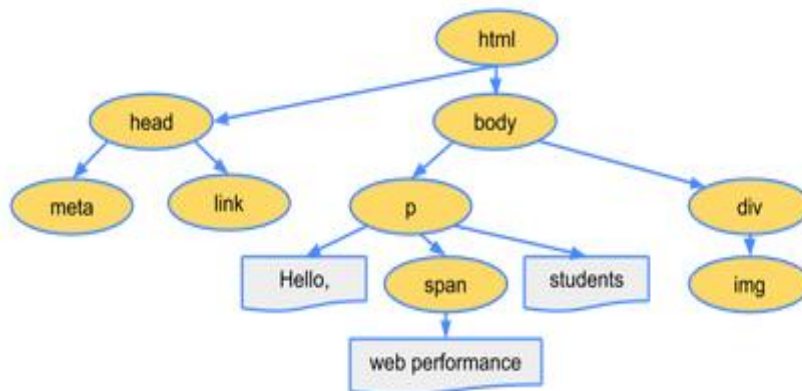 html
head
body
meta
link
p
div
Hello,
span
students
img
web performance